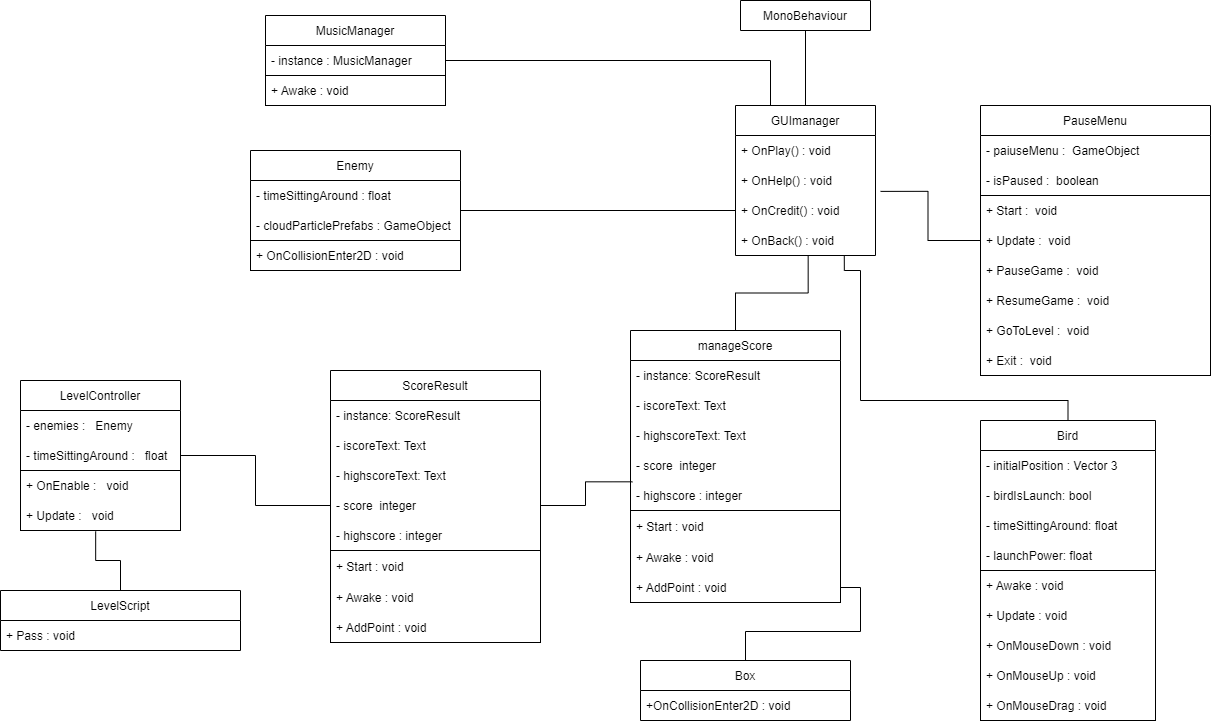 MonoBehaviour
MusicManager
- instance : MusicManager
+ Awake : void
GUImanager
+ OnPlay() : void
+ OnHelp() : void
+ OnCredit() : void
+ OnBack() : void
PauseMenu
- paiuseMenu : GameObject
- isPaused : boolean
+ Start : void
+ Update : void
+ PauseGame : void
+ ResumeGame : void
+ GoToLevel : void
+ Exit : void
Enemy
- timeSittingAround : float
- cloudParticlePrefabs : GameObject
+ OnCollisionEnter2D : void
manageScore
- instance: ScoreResult
- iscoreText: Text
- highscoreText: Text
- score integer
- highscore : integer
+ Start : void
+ Awake : void
+ AddPoint : void
ScoreResult
- instance: ScoreResult
- iscoreText: Text
- highscoreText: Text
- score integer
- highscore : integer
+ Start : void
+ Awake : void
+ AddPoint : void
LevelController
- enemies : Enemy
- timeSittingAround : float
+ OnEnable : void
+ Update : void
LevelScript
+ Pass : void
Bird
- initialPosition : Vector 3
- birdIsLaunch: bool
- timeSittingAround: float
- launchPower: float
+ Awake : void
+ Update : void
+ OnMouseDown : void
+ OnMouseUp : void
+ OnMouseDrag : void
Box
+OnCollisionEnter2D : void